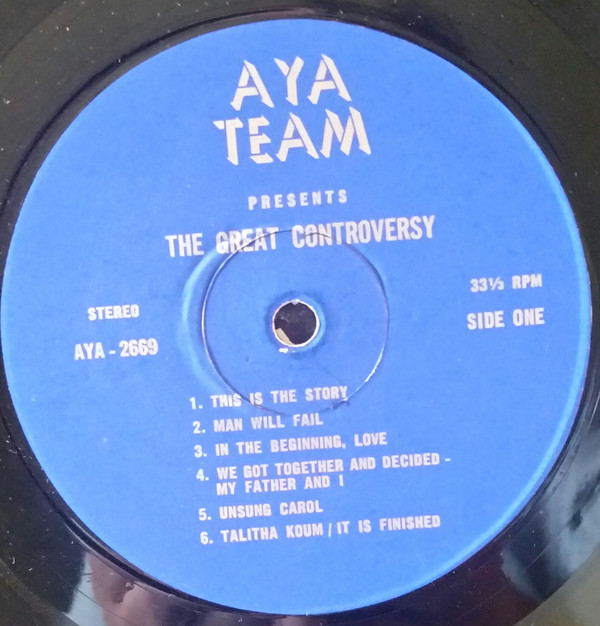 AYA
TEAM
PRESENTS
THE GREAT CONTROVERSY
STEREO
33⅓ RPM
AYA - 2669
SIDE ONE
1. THIS IS THE STORY
2. MAN WILL FAIL
3. IN THE BEGINNING, LOVE
4. WE GOT TOGETHER AND DECIDED -
MY FATHER AND I
5. UNSUNG CAROL
6. TALITHA KOUM / IT IS FINISHED